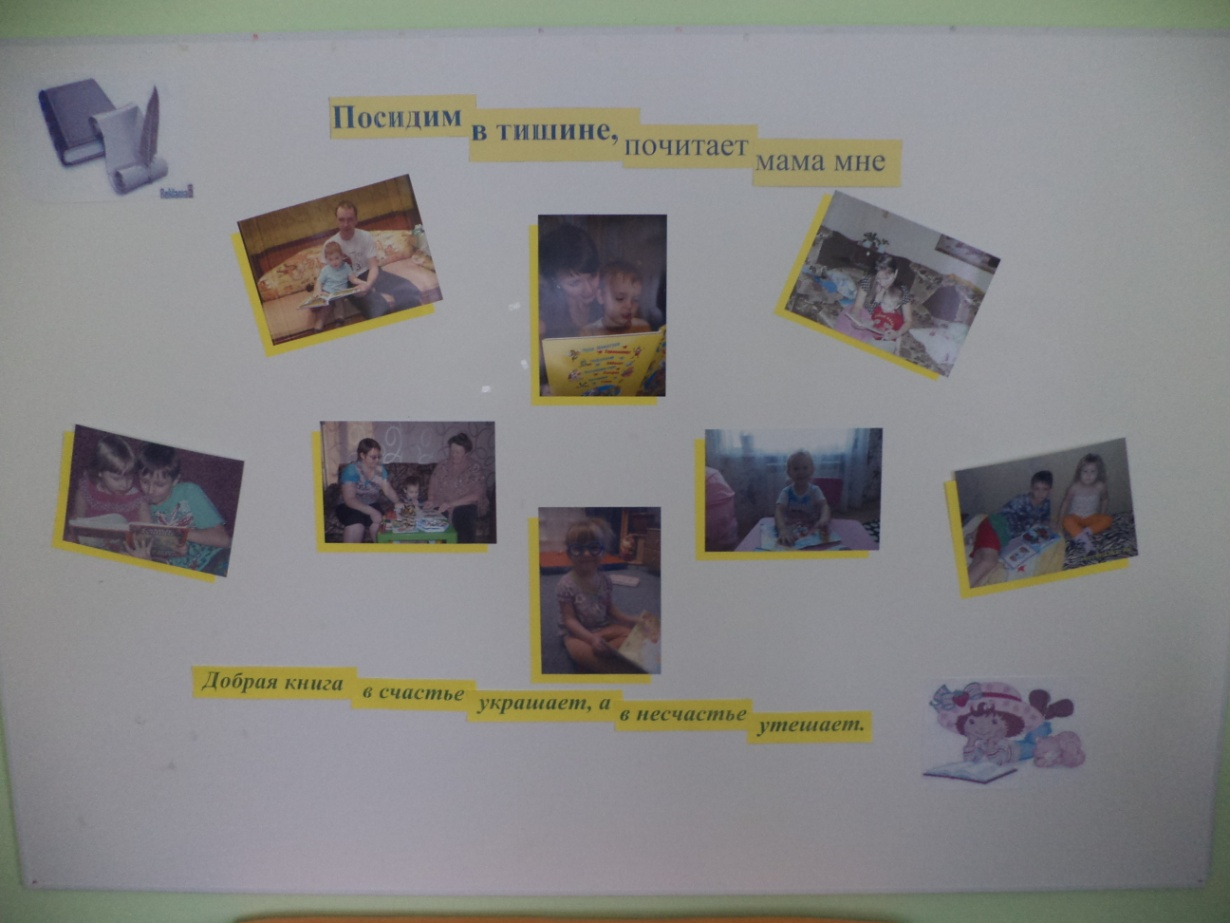 Посидим в тишине, почитает мама мне
Добрая книга в счастье украшает, а в несчастье утешает.